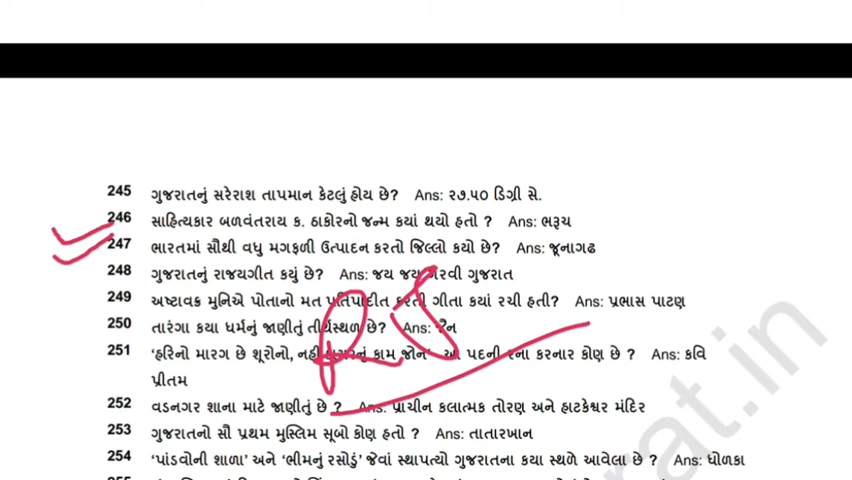 245 ગુજરાતનું સરેરાશ તાપમાન કેટલું હોય છે? Ans: ૨૭.૫૦ ડિગ્રી સે.
246 સાહિત્યકાર બળવંતરાય ક. ઠાકોરનો જન્મ કયાં થયો હતો ? Ans: ભરૂચ
247 ભારતમાં સૌથી વધુ મગફળી ઉત્પાદન કરતો જિલ્લો કયો છે? Ans: જૂનાગઢ
248 ગુજરાતનું રાજયગીત કયું છે? Ans: જય જય ગરવી ગુજરાત
249 અષ્ટાવક્ર મુનિએ પોતાનો મત પ્રતિપાદીત કરતી ગીતા કયાં રચી હતી? Ans: પ્રભાસ પાટણ
250 તારંગા કયા ધર્મનું જાણીતું તીર્થસ્થળ છે? Ans: જૈન
251 ‘હરિનો મારગ છે શૂરોનો, નહીં કામ જોને’ આ પદની રચના કરનાર કોણ છે ? Ans: કવિ
પ્રીતમ
252 વડનગર શાના માટે જાણીતું છે ? Ans: પ્રાચીન કલાત્મક તોરણ અને હાટકેશ્વર મંદિર
253 ગુજરાતનો સૌ પ્રથમ મુસ્લિમ સૂબો કોણ હતો ? Ans: તાતારખાન
254 ‘પાંડવોની શાળા’ અને ‘ભીમનું રસોડું’ જેવાં સ્થાપત્યો ગુજરાતના કયા સ્થળે આવેલા છે ? Ans: ધોળકા
RJ
rat.in